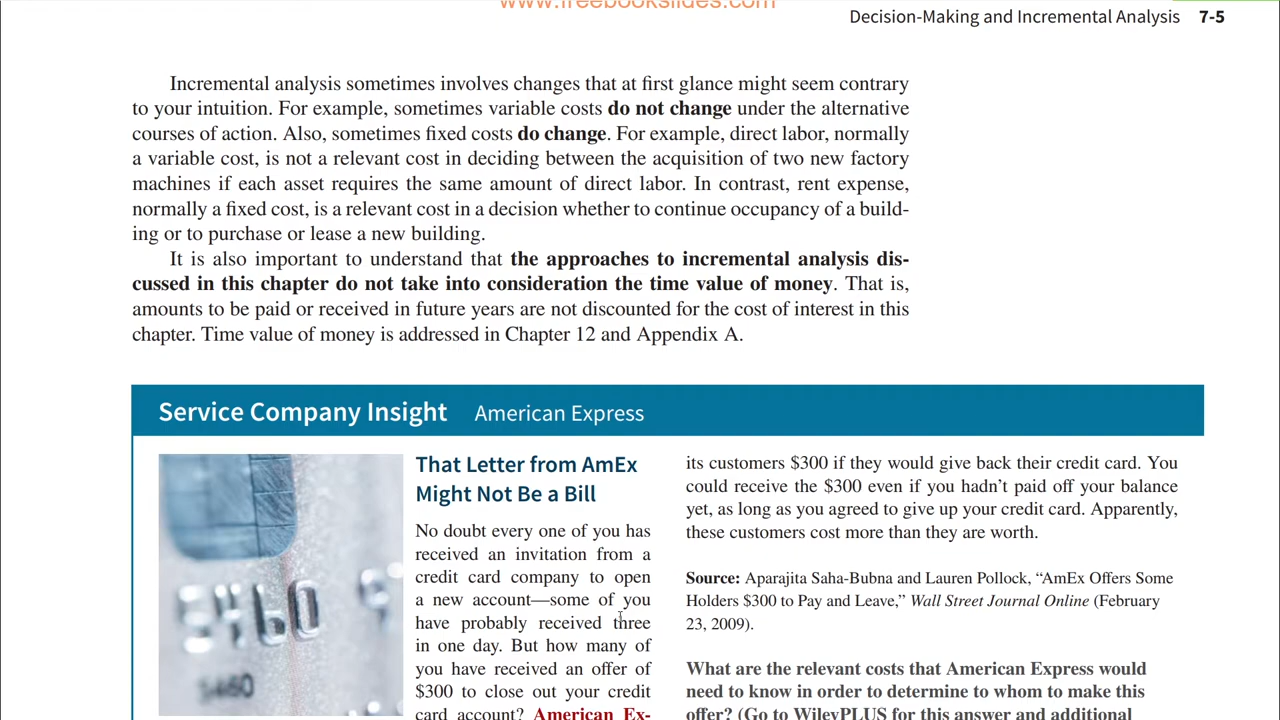 www.freebookslides.com
Decision-Making and Incremental Analysis 7-5
Incremental analysis sometimes involves changes that at first glance might seem contrary
to your intuition. For example, sometimes variable costs do not change under the alternative
courses of action. Also, sometimes fixed costs do change. For example, direct labor, normally
a variable cost, is not a relevant cost in deciding between the acquisition of two new factory
machines if each asset requires the same amount of direct labor. In contrast, rent expense,
normally a fixed cost, is a relevant cost in a decision whether to continue occupancy of a build-
ing or to purchase or lease a new building.
It is also important to understand that the approaches to incremental analysis dis-
cussed in this chapter do not take into consideration the time value of money. That is,
amounts to be paid or received in future years are not discounted for the cost of interest in this
chapter. Time value of money is addressed in Chapter 12 and Appendix A.
Service Company Insight American Express
That Letter from AmEx
Might Not Be a Bill
No doubt every one of you has
received an invitation from a
credit card company to open
a new account—some of you
have probably received three
in one day. But how many of
you have received an offer of
$300 to close out your credit
card account? American Ex-
its customers $300 if they would give back their credit card. You
could receive the $300 even if you hadn’t paid off your balance
yet, as long as you agreed to give up your credit card. Apparently,
these customers cost more than they are worth.
Source: Aparajita Saha-Bubna and Lauren Pollock, “AmEx Offers Some
Holders $300 to Pay and Leave,” Wall Street Journal Online (February
23, 2009).
What are the relevant costs that American Express would
need to know in order to determine to whom to make this
offer? (Go to WileyPLUS for this answer and additional
5460